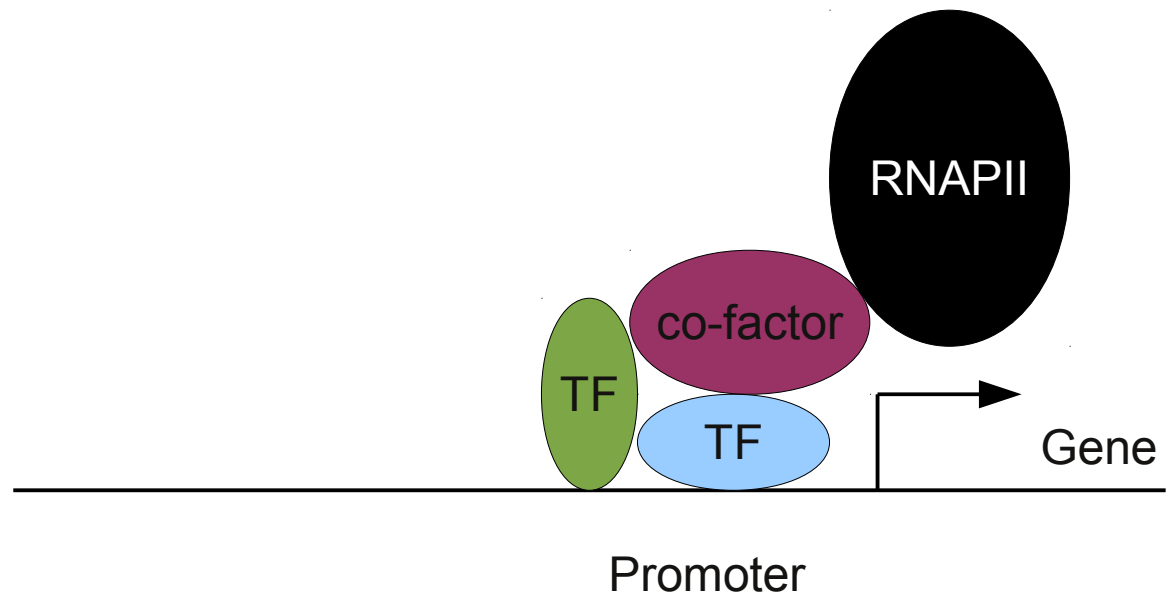 RNAPII
co-factor
TF
TF
Gene
Promoter